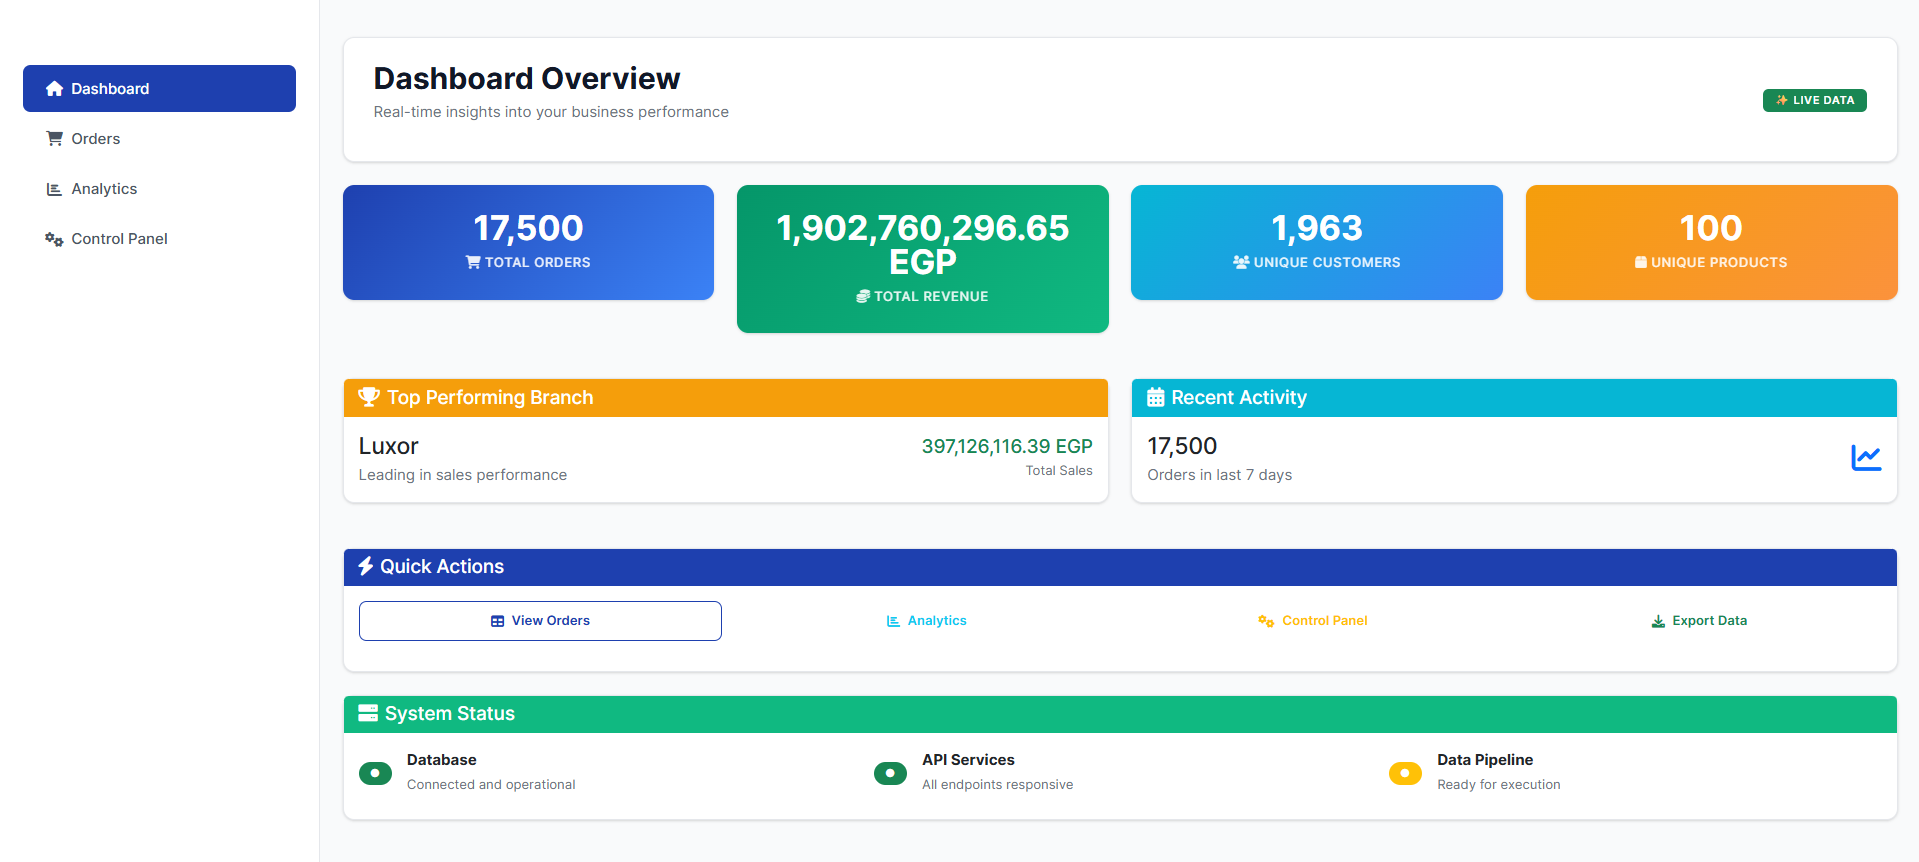 Dashboard
Orders
Analytics
Control Panel
Dashboard Overview
Real-time insights into your business performance
LIVE DATA
17,500
TOTAL ORDERS
1,902,760,296.65
EGP
TOTAL REVENUE
1,963
UNIQUE CUSTOMERS
100
UNIQUE PRODUCTS
Top Performing Branch
Luxor
Leading in sales performance
397,126,116.39 EGP
Total Sales
Recent Activity
17,500
Orders in last 7 days
Quick Actions
View Orders
Analytics
Control Panel
Export Data
System Status
Database
Connected and operational
API Services
All endpoints responsive
Data Pipeline
Ready for execution